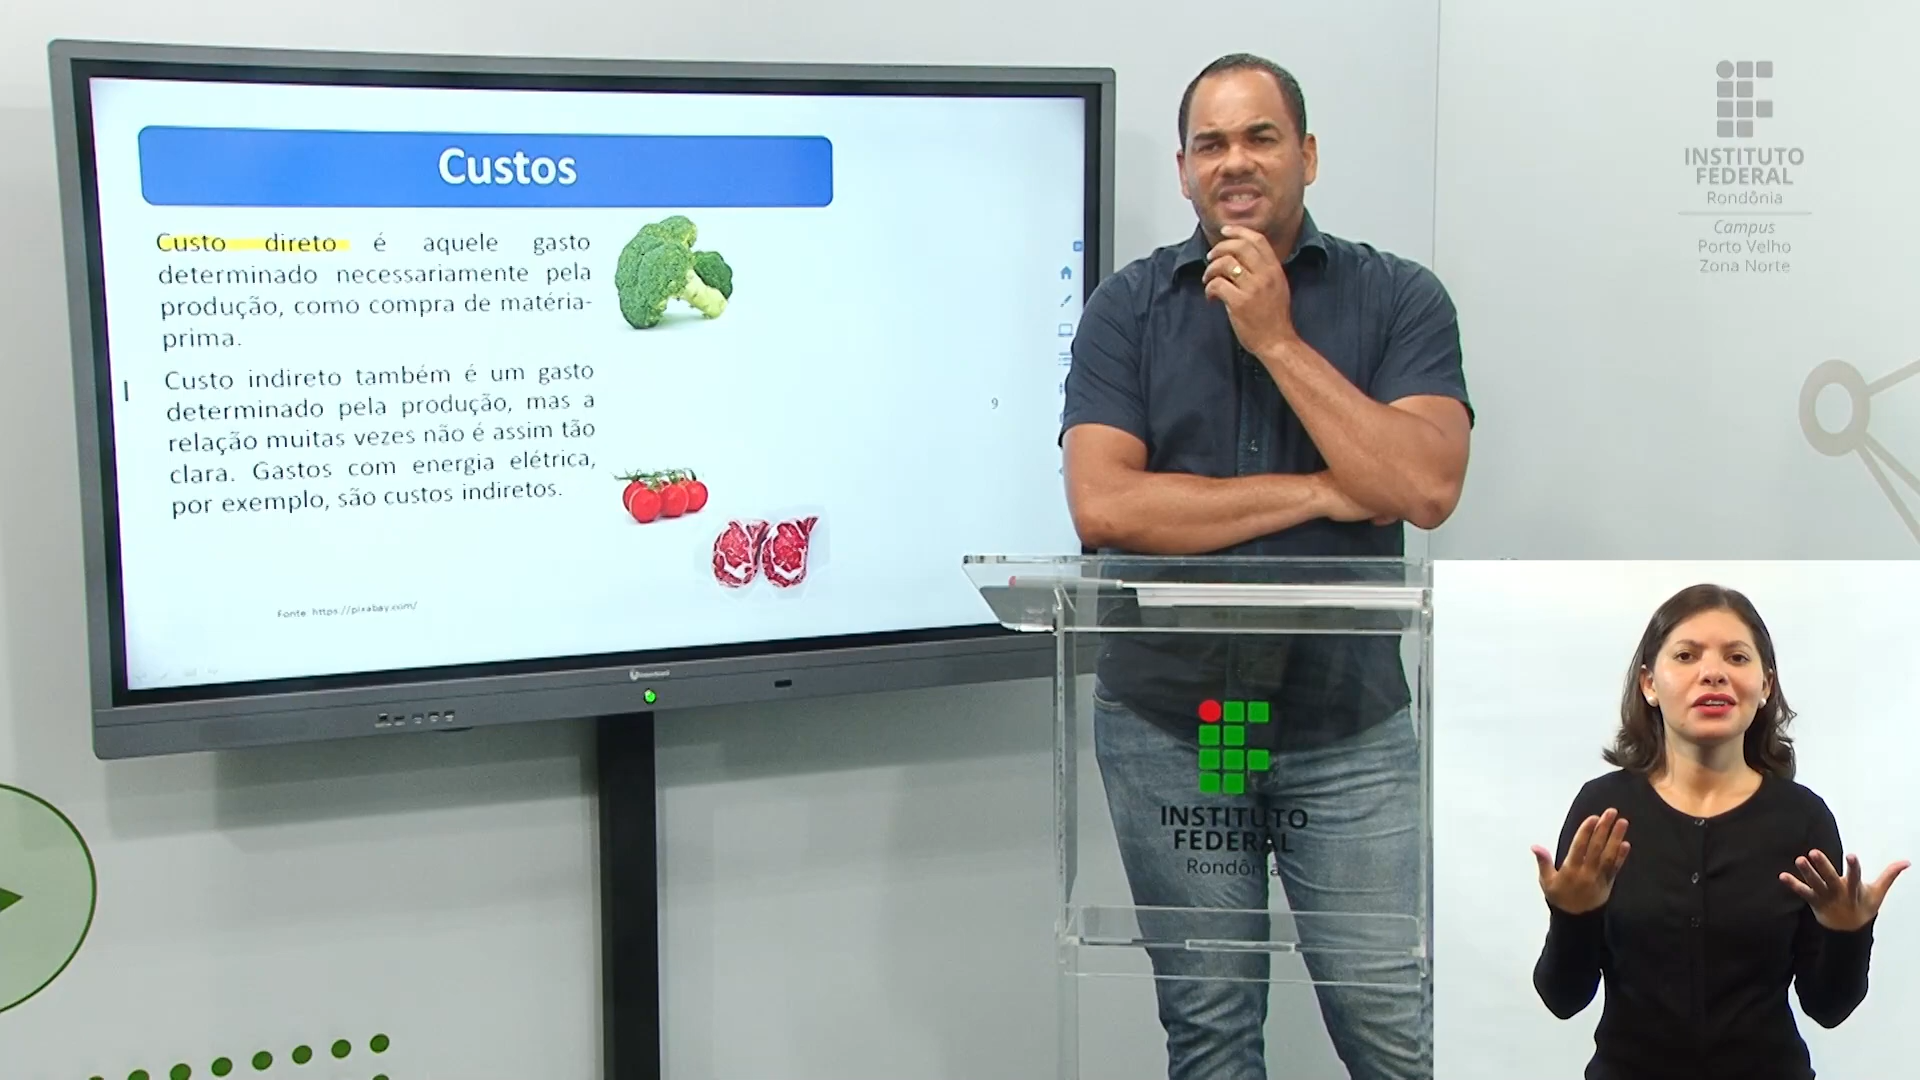 Custos
Custo direto é aquele gasto
determinado necessariamente pela
produção, como compra de matéria-
prima.
Custo indireto também é um gasto
determinado pela produção, mas a
relação muitas vezes não é assim tão
clara. Gastos com energia elétrica,
por exemplo, são custos indiretos.
9
Fonte: https://pixabay.com/
INSTITUTO
FEDERAL
Rondônia
Campus
Porto Velho
Zona Norte
INSTITUTO
FEDERAL
Rondônia